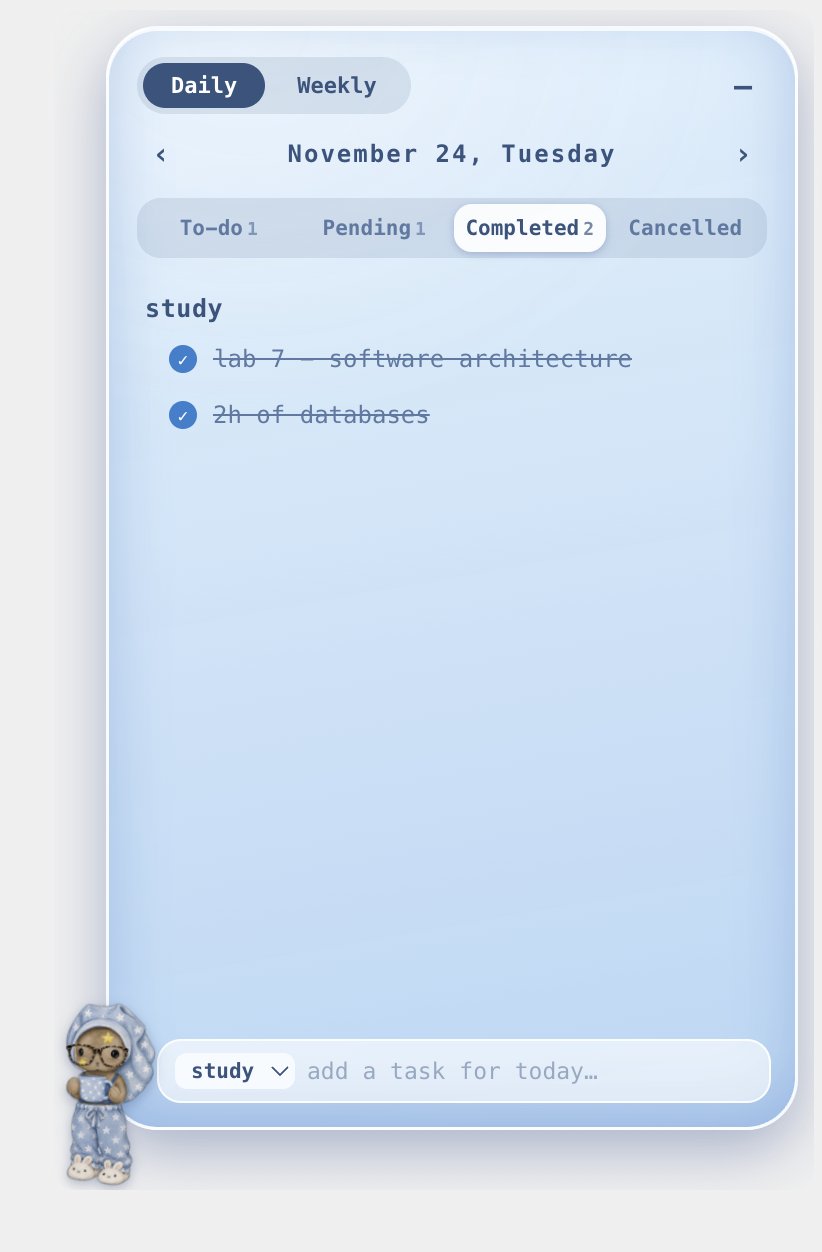 Daily Weekly –
‹ November 24, Tuesday ›
To-do 1 Pending 1 Completed 2 Cancelled
study
✓ lab 7 – software architecture
✓ 2h of databases
study add a task for today…